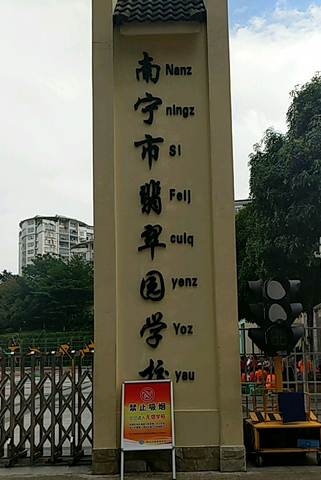 南 Nanz
宁 ningz
市 Si
翡 Feij
翠 cuiq
园 yenz
学 Yoz
校 yau
禁止吸烟